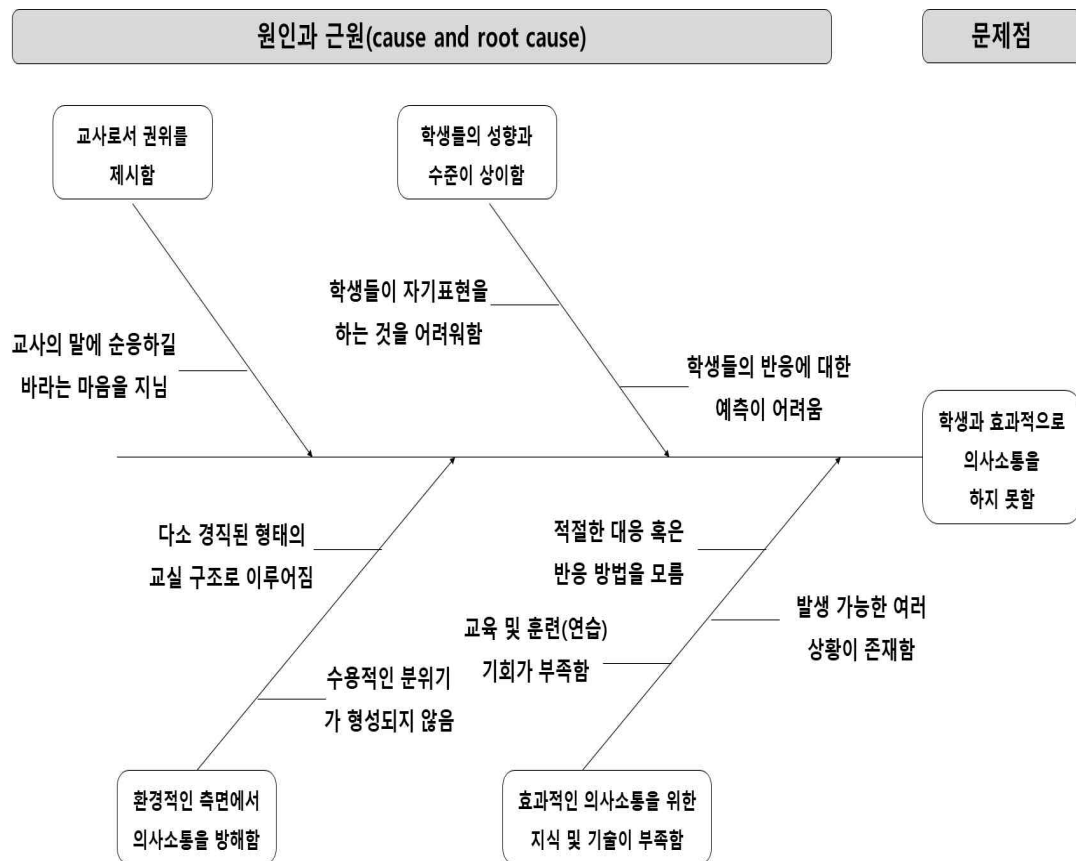 원인과 근원(cause and root cause)
문제점
교사로서 권위를
제시함
학생들의 성향과
수준이 상이함
학생들이 자기표현을
하는 것을 어려워함
교사의 말에 순응하길
바라는 마음을 지님
학생들의 반응에 대한
예측이 어려움
학생과 효과적으로
의사소통을
하지 못함
다소 경직된 형태의
교실 구조로 이루어짐
적절한 대응 혹은
반응 방법을 모름
발생 가능한 여러
상황이 존재함
교육 및 훈련(연습)
기회가 부족함
수용적인 분위기
가 형성되지 않음
환경적인 측면에서
의사소통을 방해함
효과적인 의사소통을 위한
지식 및 기술이 부족함